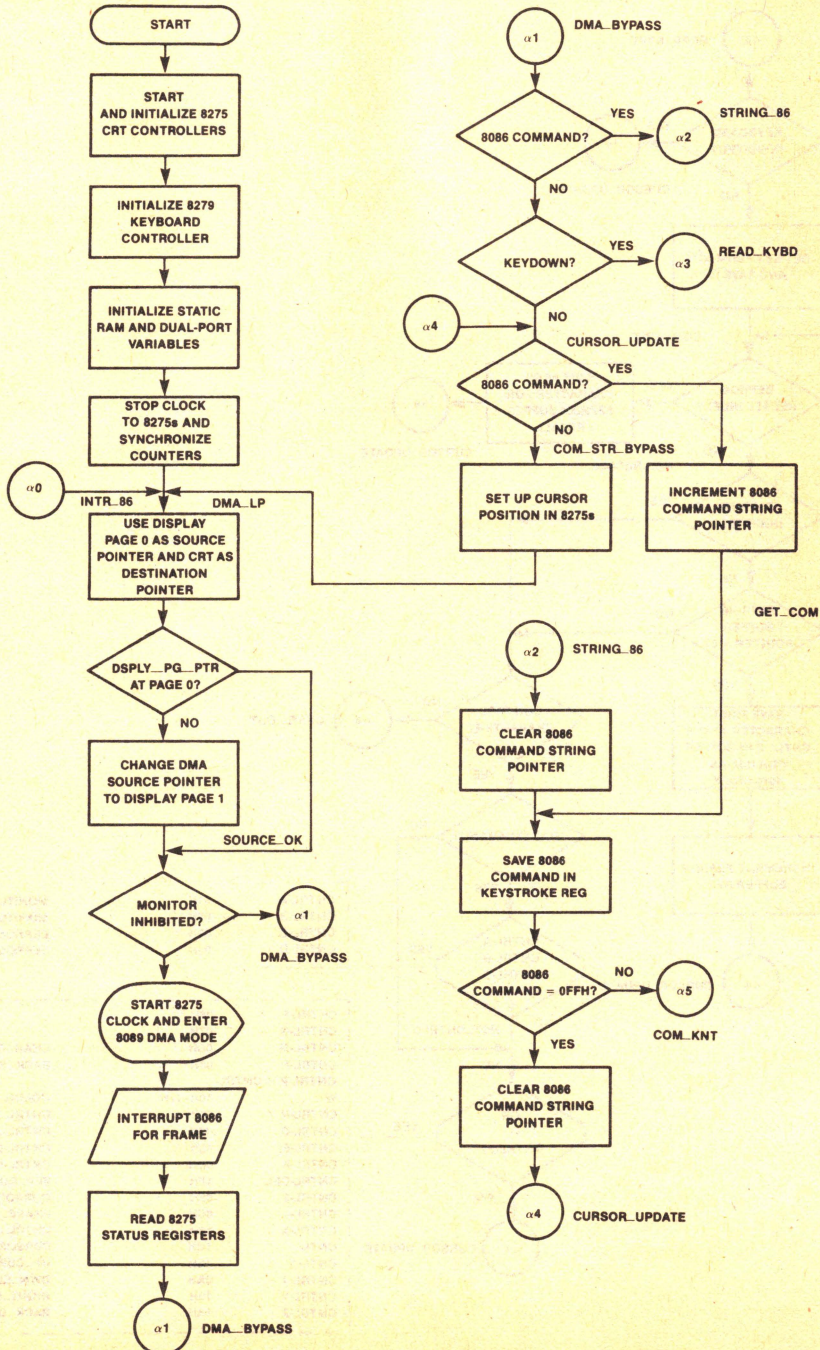 START
START
AND INITIALIZE 8275
CRT CONTROLLERS
INITIALIZE 8279
KEYBOARD
CONTROLLER
INITIALIZE STATIC
RAM AND DUAL-PORT
VARIABLES
STOP CLOCK
TO 8275s AND
SYNCHRONIZE
COUNTERS
α0
INTR_86
DMA_LP
USE DISPLAY
PAGE 0 AS SOURCE
POINTER AND CRT AS
DESTINATION
POINTER
DSPLY_PG_PTR
AT PAGE 0?
NO
CHANGE DMA
SOURCE POINTER
TO DISPLAY PAGE 1
SOURCE_OK
MONITOR
INHIBITED?
α1
DMA_BYPASS
START 8275
CLOCK AND ENTER
8089 DMA MODE
INTERRUPT 8086
FOR FRAME
READ 8275
STATUS REGISTERS
α1
DMA_BYPASS
α1
DMA_BYPASS
8086 COMMAND?
YES
α2
STRING_86
NO
KEYDOWN?
YES
α3
READ_KYBD
NO
α4
CURSOR_UPDATE
8086 COMMAND?
YES
NO
COM_STR_BYPASS
SET UP CURSOR
POSITION IN 8275s
INCREMENT 8086
COMMAND STRING
POINTER
GET_COM
α2
STRING_86
CLEAR 8086
COMMAND STRING
POINTER
SAVE 8086
COMMAND IN
KEYSTROKE REG
8086
COMMAND = 0FFH?
NO
α5
COM_KNT
YES
CLEAR 8086
COMMAND STRING
POINTER
α4
CURSOR_UPDATE